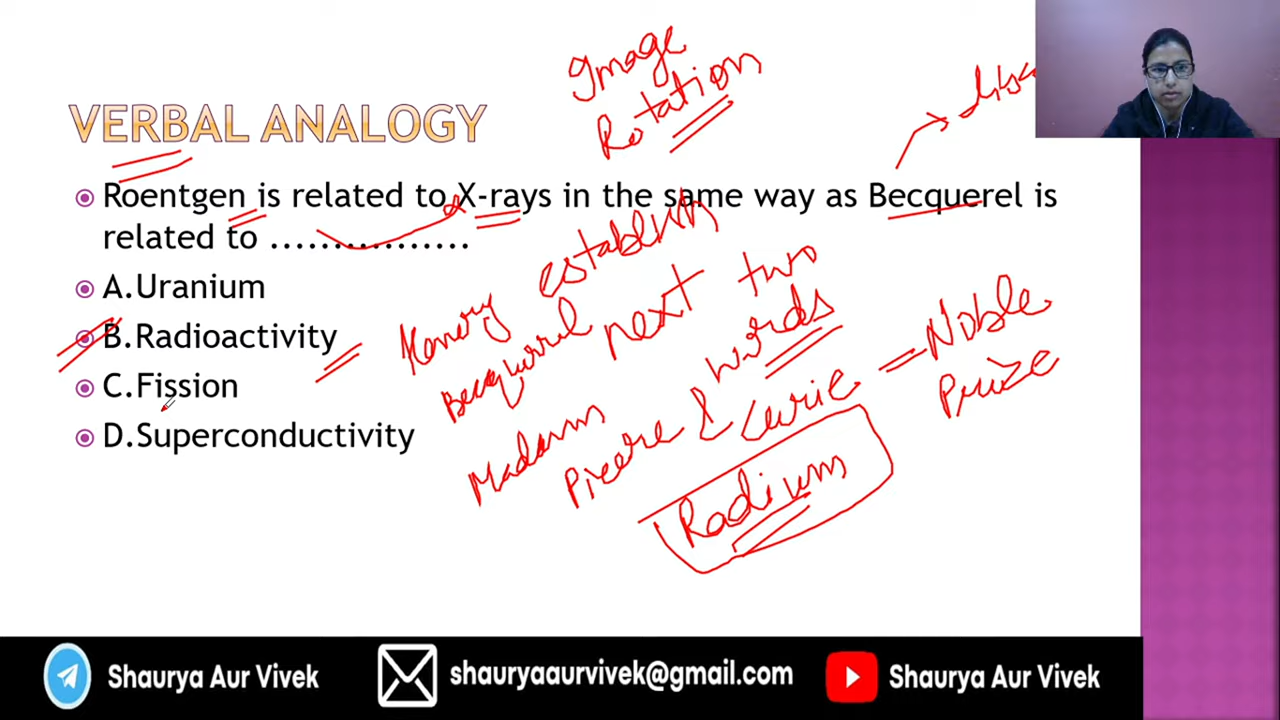 Image
Rotation
VERBAL ANALOGY
Roentgen is related to X-rays in the same way as Becquerel is
related to ................
A.Uranium
B.Radioactivity
C.Fission
D.Superconductivity
establish
Henery
Becquerel next two
words
Noble
Prize
Madam
Pieere & Curie
Radium
Shaurya Aur Vivek
shauryaaurvivek@gmail.com
Shaurya Aur Vivek